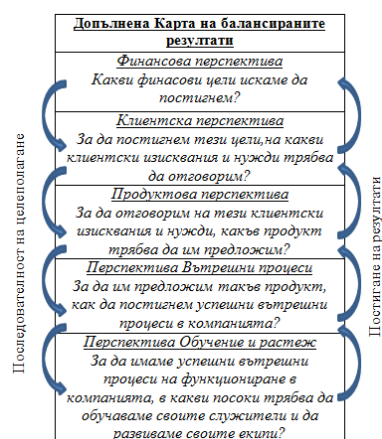 Допълнена Карта на балансираните
резултати
Финансова перспектива
Какви финасови цели искаме да
постигнем?
Клиентска перспектива
За да постигнем тези цели,на какви
клиентски изисквания и нужди трябва
да отговорим?
Продуктова перспектива
За да отговорим на тези клиентски
изисквания и нужди, какъв продукт
трябва да им предложим?
Перспектива Вътрешни процеси
За да им предложим такъв продукт,
как да постигнем успешни вътрешни
процеси в компанията?
Перспектива Обучение и растеж
За да имаме успешни вътрешни
процеси на функциониране в
компанията, в какви посоки трябва да
обучаваме своите служители и да
развиваме своите екипи?
Последователност на целеполагане
Постигане на резултати